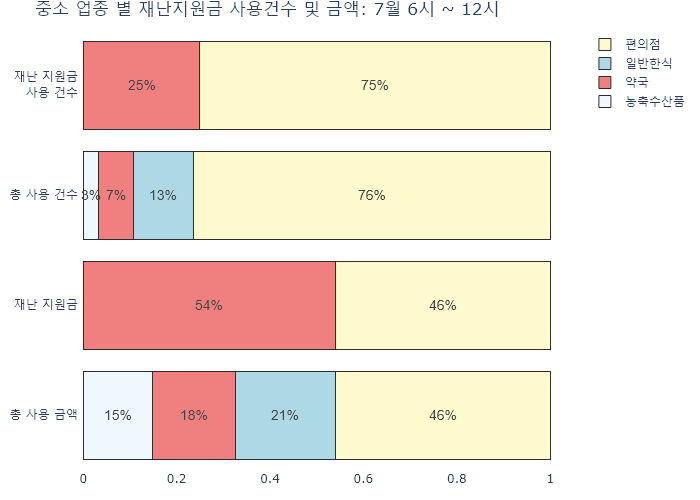 중소 업종 별 재난지원금 사용건수 및 금액: 7월 6시 ~ 12시
편의점
일반한식
약국
농축수산품
재난 지원금
사용 건수
25%
75%
총 사용 건수
3%
7%
13%
76%
재난 지원금
54%
46%
총 사용 금액
15%
18%
21%
46%
0
0.2
0.4
0.6
0.8
1